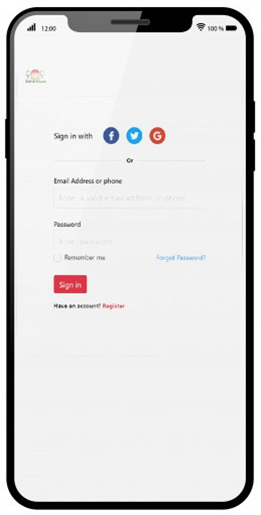 12:00
100 %
Sign in with
Or
Email Address or phone
Enter a valid email address or phone
Password
Enter password
Remember me Forgot Password?
Sign in
Have an account? Register